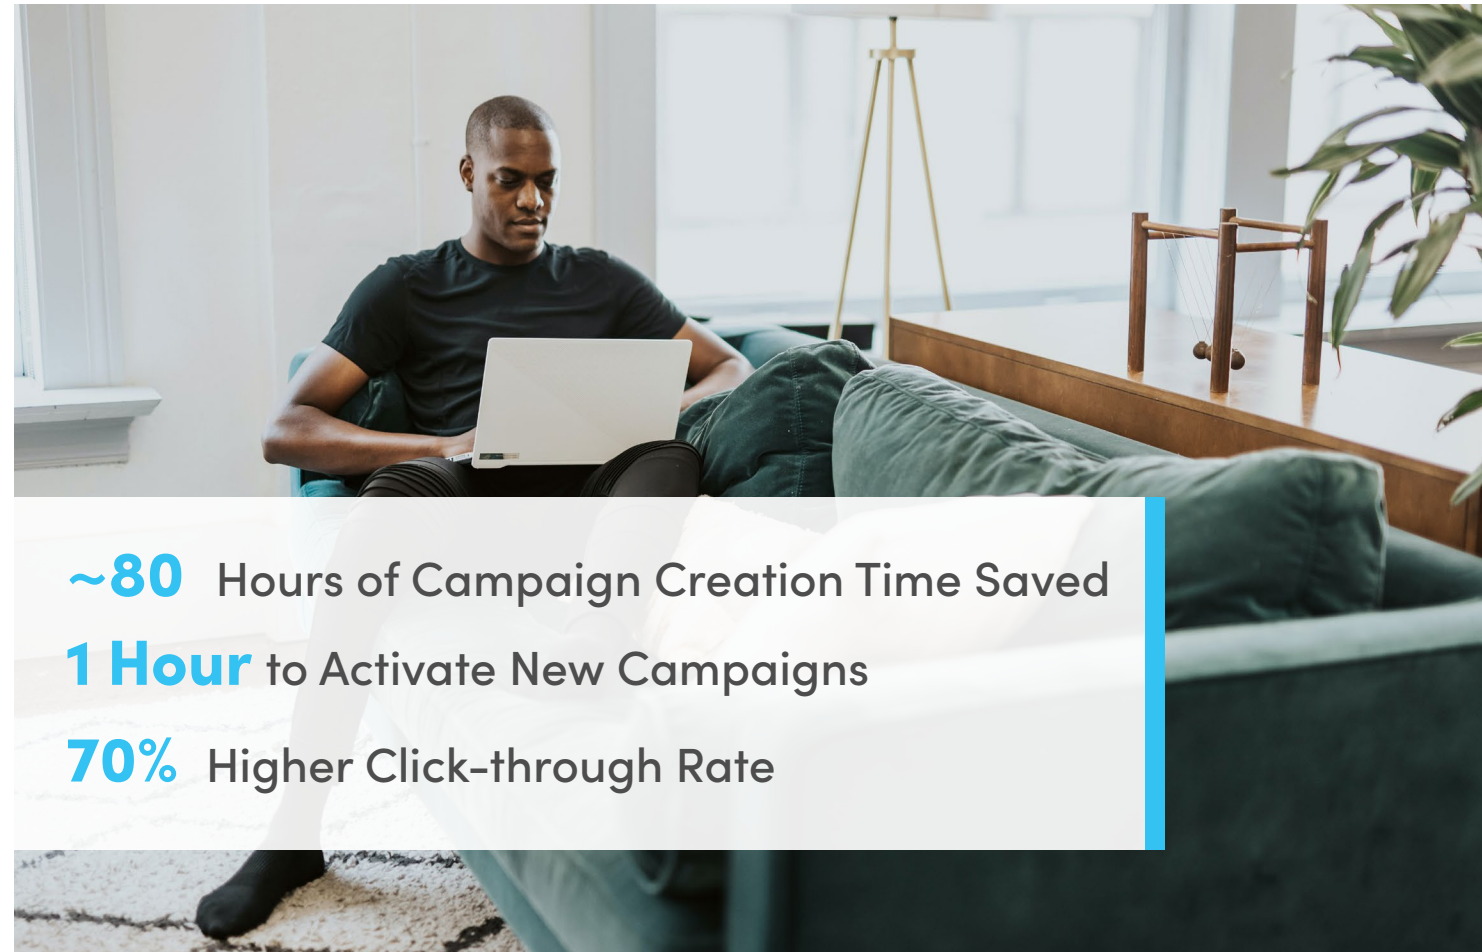 ~80 Hours of Campaign Creation Time Saved
1 Hour to Activate New Campaigns
70% Higher Click-through Rate